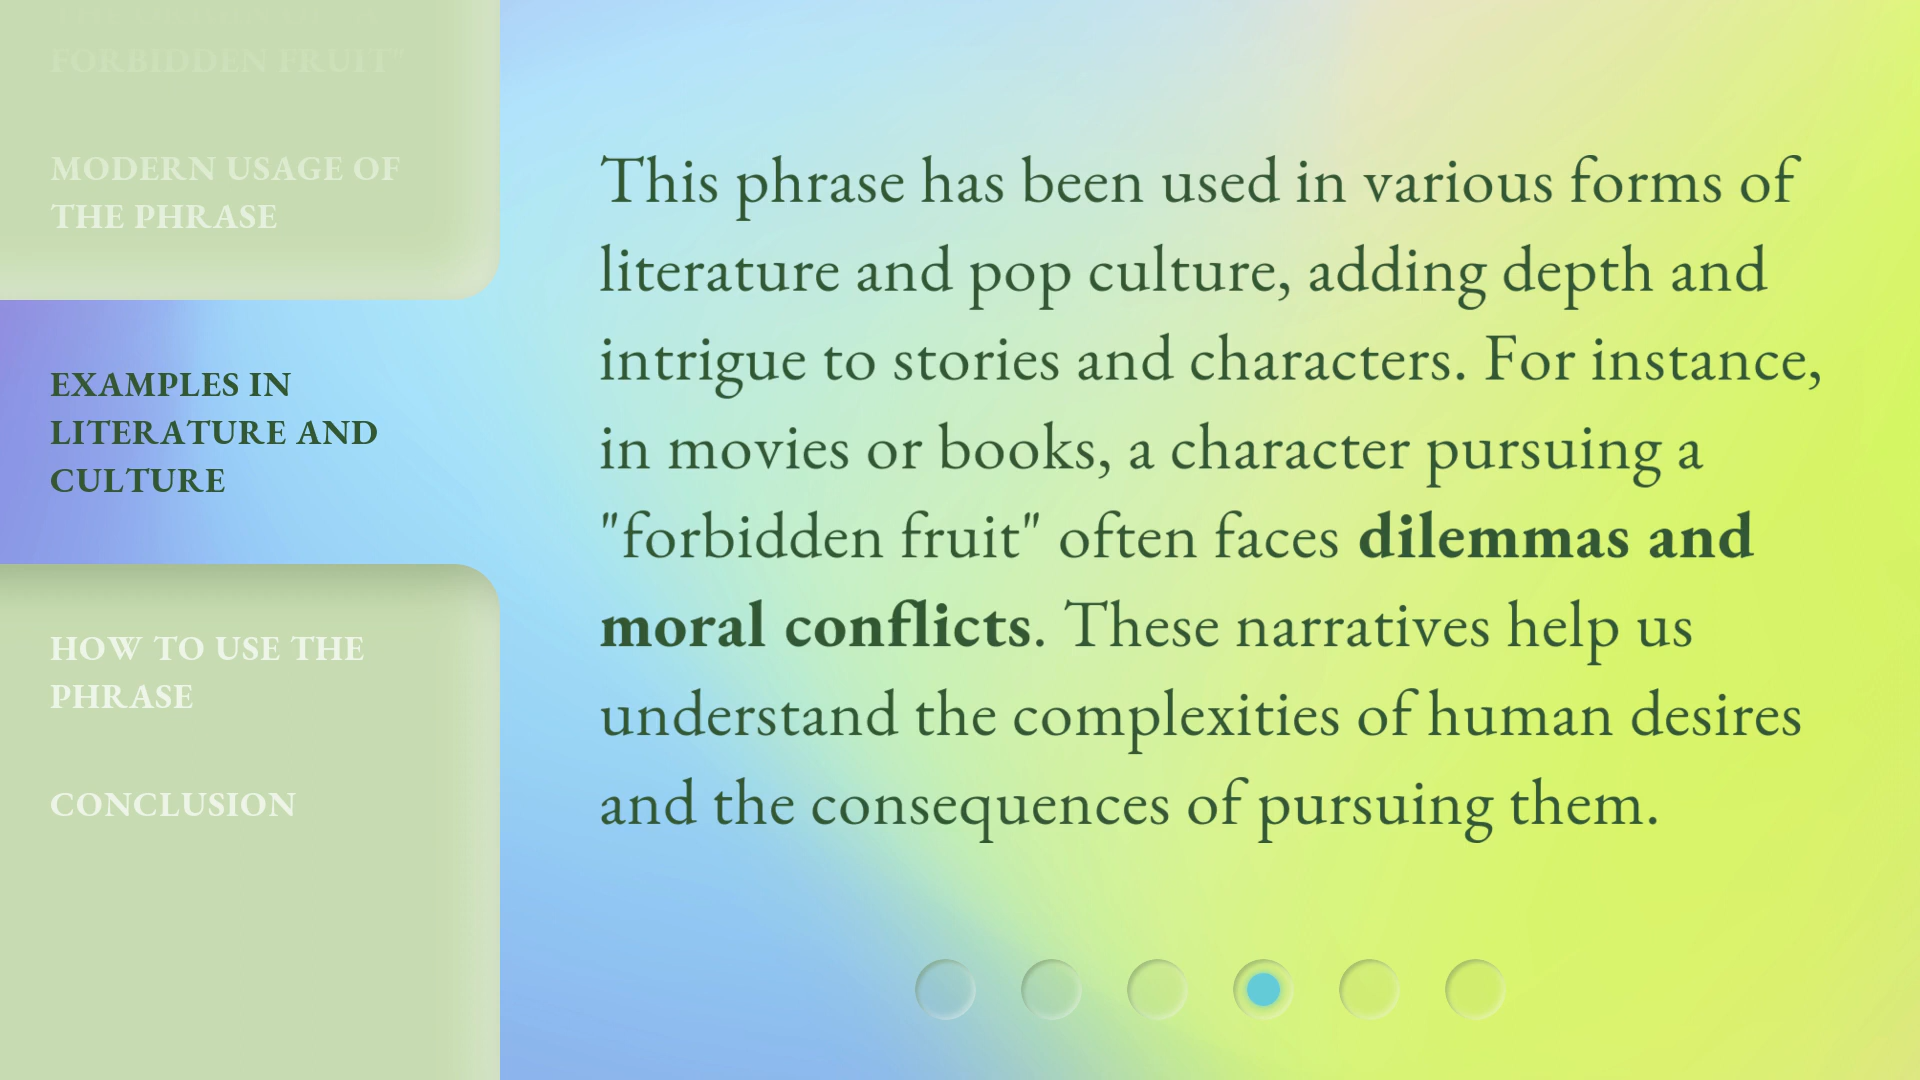 THE ORIGIN OF "A
FORBIDDEN FRUIT"
MODERN USAGE OF
THE PHRASE
EXAMPLES IN
LITERATURE AND
CULTURE
HOW TO USE THE
PHRASE
CONCLUSION
This phrase has been used in various forms of
literature and pop culture, adding depth and
intrigue to stories and characters. For instance,
in movies or books, a character pursuing a
"forbidden fruit" often faces dilemmas and
moral conflicts. These narratives help us
understand the complexities of human desires
and the consequences of pursuing them.